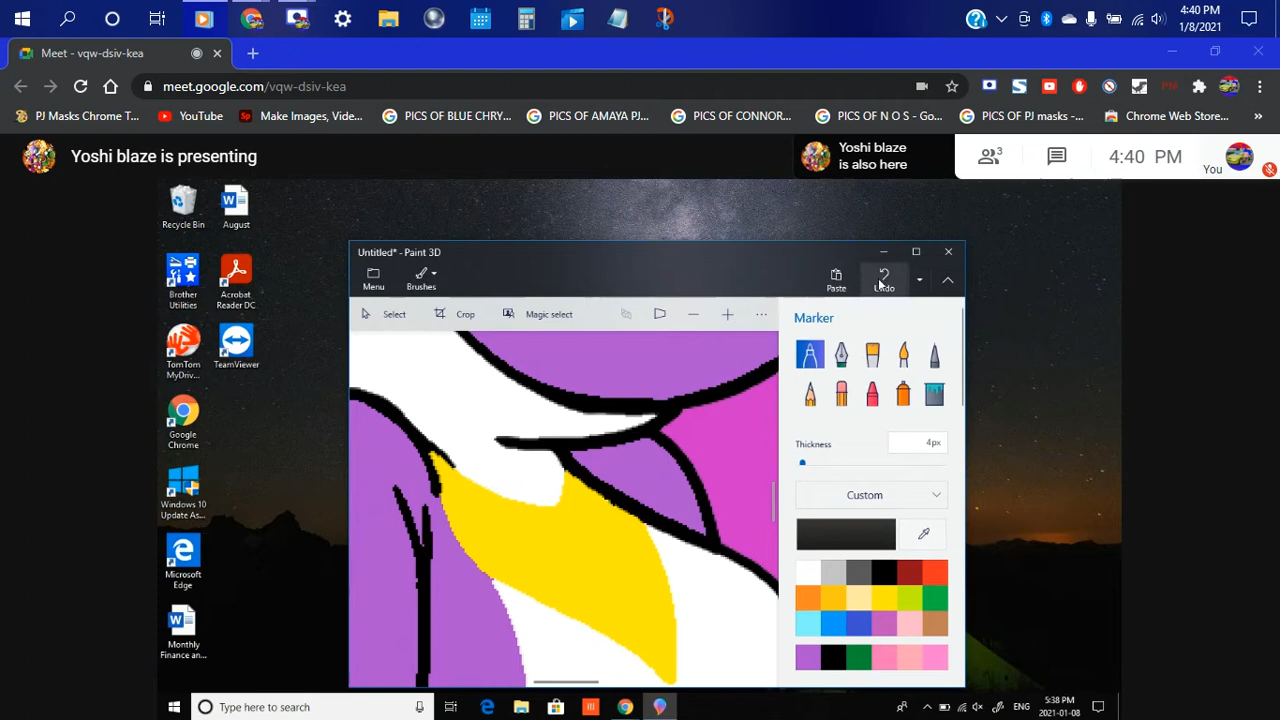 4:40 PM
1/8/2021
Meet - vqw-dsiv-kea
meet.google.com/vqw-dsiv-kea
PJ Masks Chrome T...
YouTube
Make Images, Vide...
PICS OF BLUE CHRY...
PICS OF AMAYA PJ...
PICS OF CONNOR...
PICS OF N O S - Go...
PICS OF PJ masks -...
Chrome Web Store...
Yoshi blaze is presenting
Yoshi blaze
is also here
3
4:40 PM
You
Recycle Bin
August
Brother
Utilities
Acrobat
Reader DC
TomTom
MyDriv...
TeamViewer
Google
Chrome
Windows 10
Update As...
Microsoft
Edge
Monthly
Finance an...
Untitled* - Paint 3D
Menu
Brushes
Paste
Undo
Select
Crop
Magic select
Marker
Thickness
4px
Custom
Type here to search
ENG
5:38 PM
2021-01-08